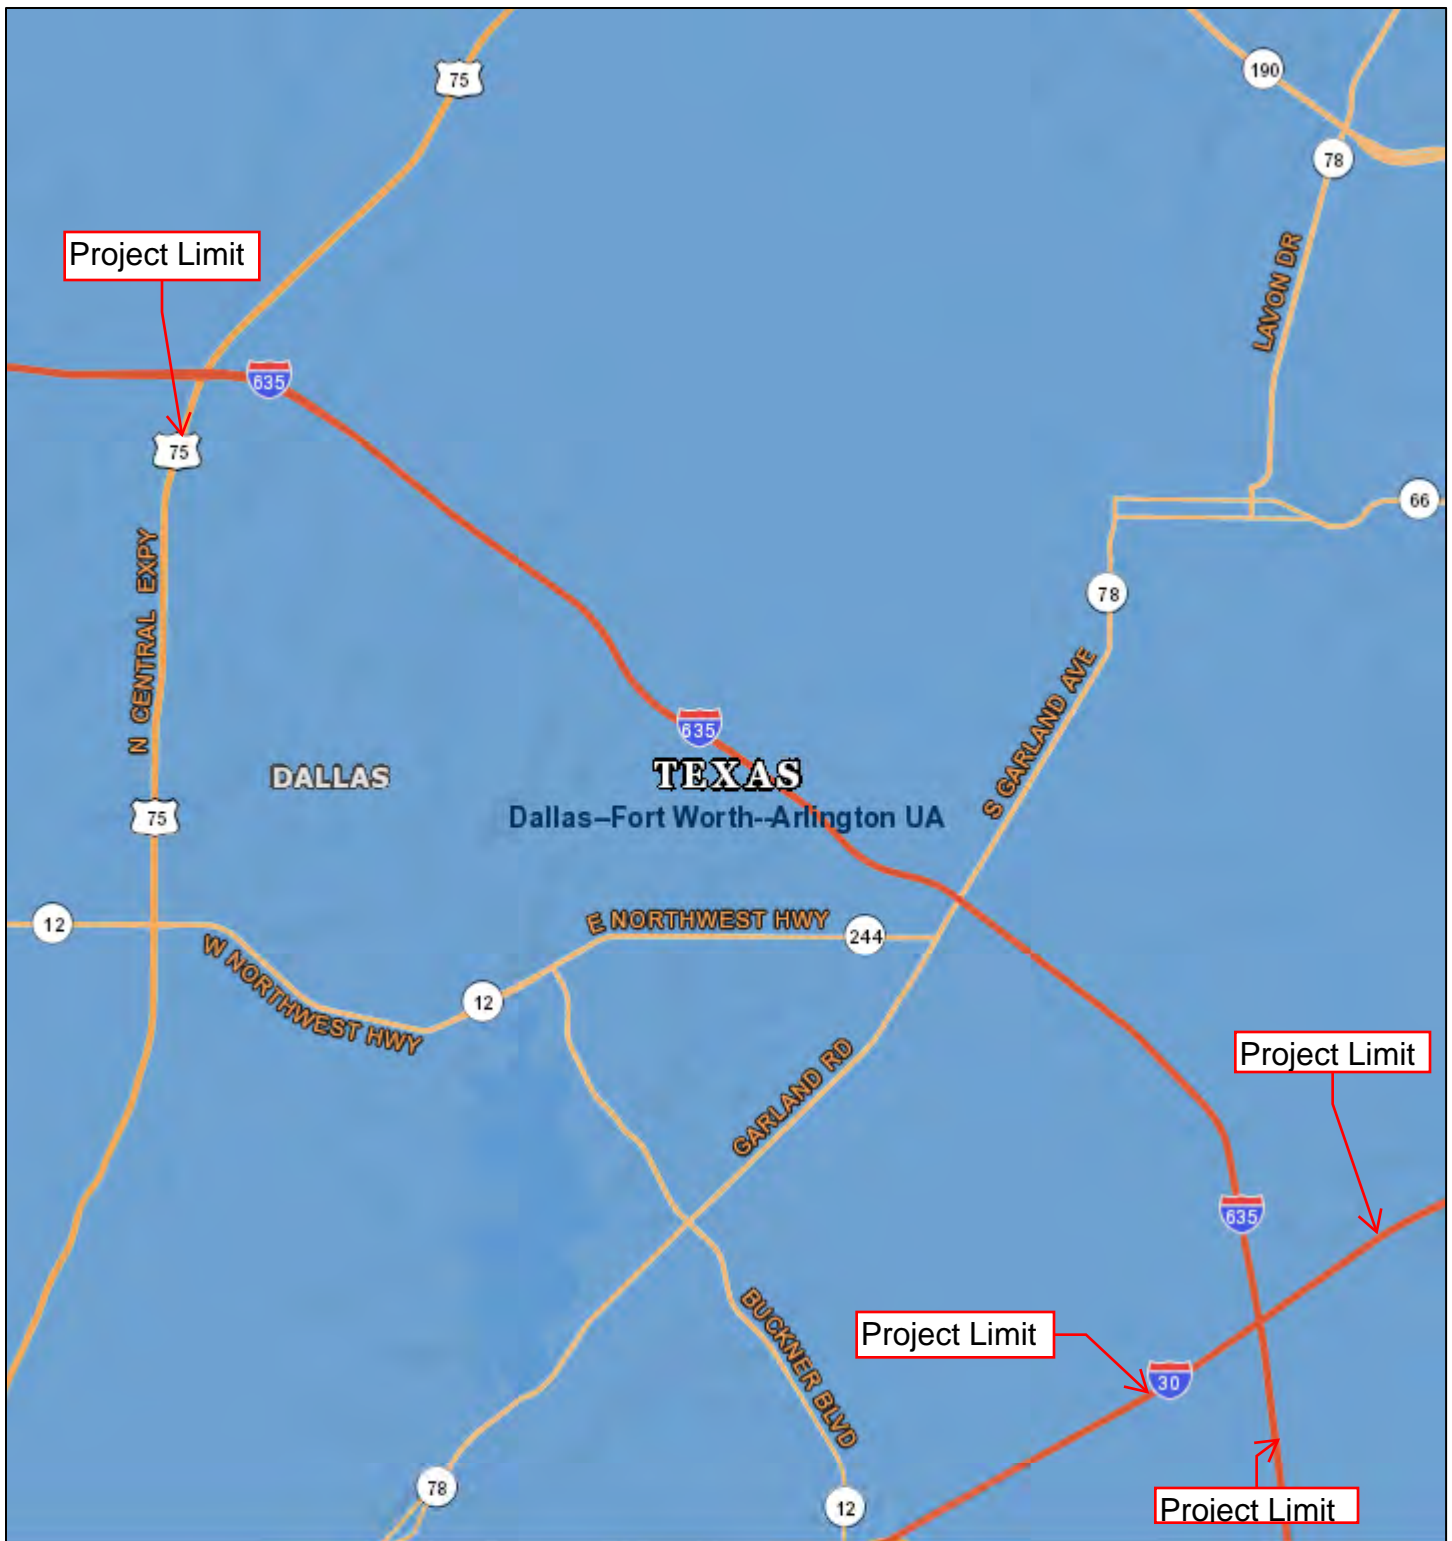 75
190
78
Project Limit
LAVON DR
635
75
66
N CENTRAL EXPY
78
S GARLAND AVE
635
DALLAS
TEXAS
Dallas--Fort Worth--Arlington UA
75
12
E NORTHWEST HWY
244
W NORTHWEST HWY
12
Project Limit
GARLAND RD
635
BUCKNER BLVD
Project Limit
30
78
12
Project Limit